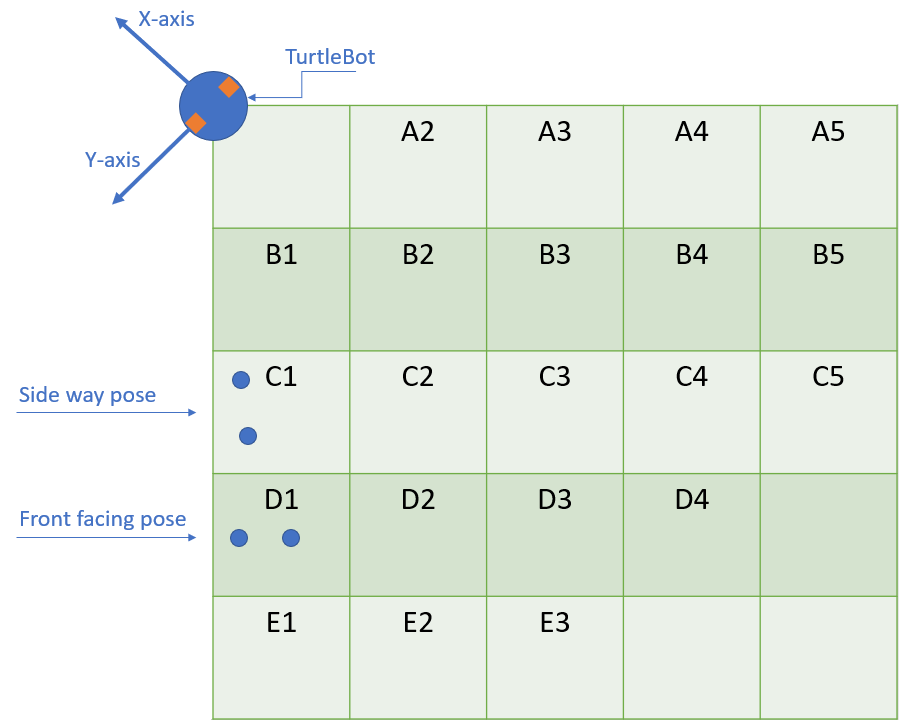 X-axis
TurtleBot
Y-axis
A2 A3 A4 A5
B1 B2 B3 B4 B5
C1 C2 C3 C4 C5
Side way pose
D1 D2 D3 D4
Front facing pose
E1 E2 E3